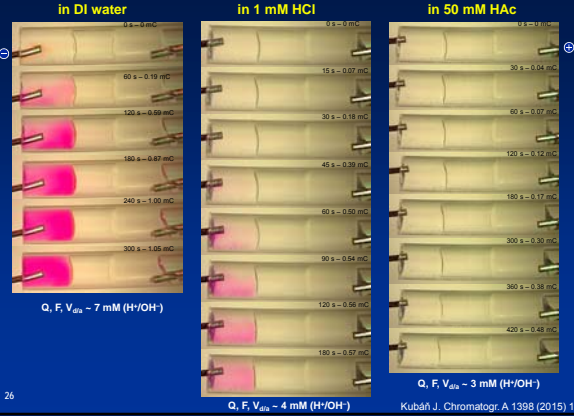 in DI water
0 s – 0 mC
60 s – 0.19 mC
120 s – 0.59 mC
180 s – 0.87 mC
240 s – 1.00 mC
300 s – 1.05 mC
Q, F, Vd/a ~ 7 mM (H⁺/OH⁻)
in 1 mM HCl
0 s – 0 mC
15 s – 0.07 mC
30 s – 0.18 mC
45 s – 0.39 mC
60 s – 0.50 mC
90 s – 0.54 mC
120 s – 0.56 mC
180 s – 0.57 mC
Q, F, Vd/a ~ 4 mM (H⁺/OH⁻)
in 50 mM HAc
0 s – 0 mC
30 s – 0.04 mC
60 s – 0.07 mC
120 s – 0.12 mC
180 s – 0.17 mC
300 s – 0.30 mC
360 s – 0.38 mC
420 s – 0.48 mC
Q, F, Vd/a ~ 3 mM (H⁺/OH⁻)
⊖
⊕
26
Kubáň J. Chromatogr. A 1398 (2015) 1